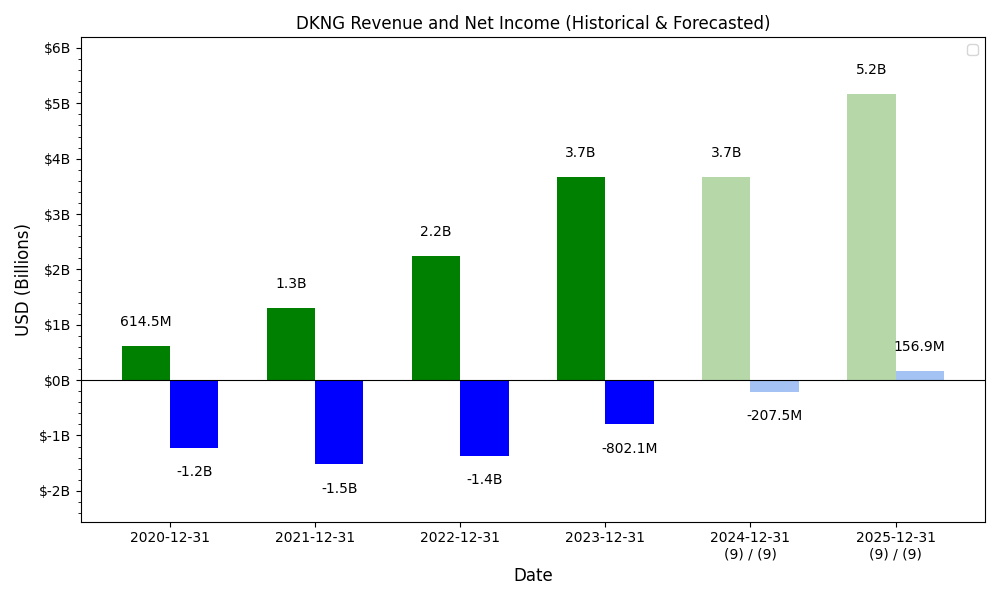 DKNG Revenue and Net Income (Historical & Forecasted)
$6B
$5B
$4B
$3B
$2B
$1B
$0B
$-1B
$-2B
USD (Billions)
614.5M
-1.2B
1.3B
-1.5B
2.2B
-1.4B
3.7B
-802.1M
3.7B
-207.5M
5.2B
156.9M
2020-12-31
2021-12-31
2022-12-31
2023-12-31
2024-12-31
(9) / (9)
2025-12-31
(9) / (9)
Date